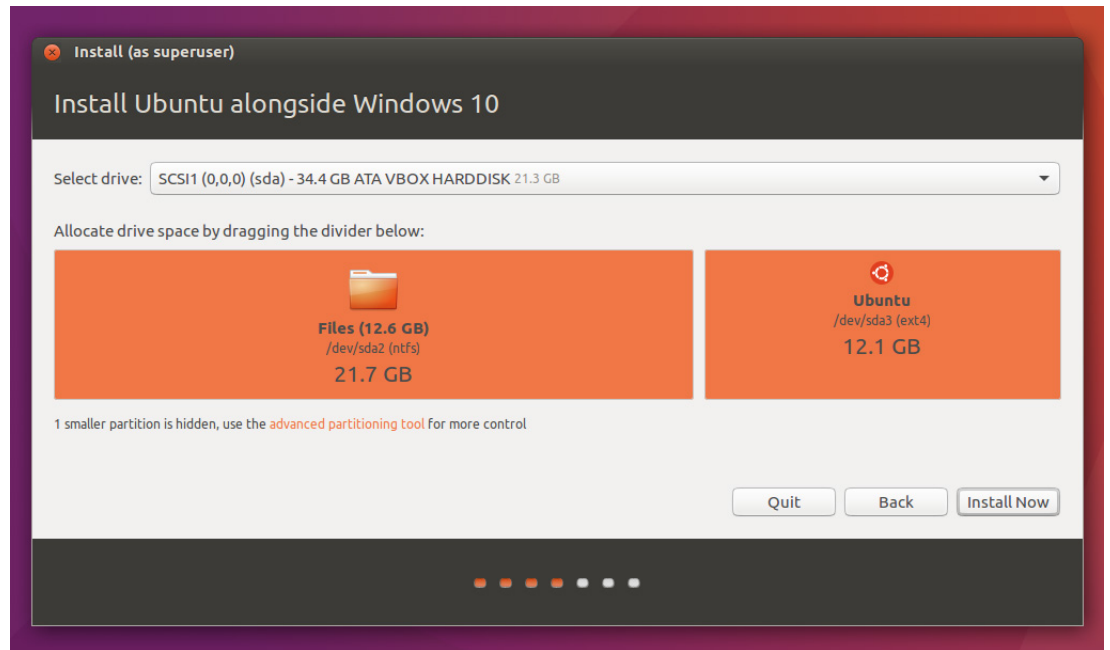 Install (as superuser)
Install Ubuntu alongside Windows 10
Select drive: SCSI1 (0,0,0) (sda) - 34.4 GB ATA VBOX HARDDISK 21.3 GB
Allocate drive space by dragging the divider below:
Files (12.6 GB)
/dev/sda2 (ntfs)
21.7 GB
Ubuntu
/dev/sda3 (ext4)
12.1 GB
1 smaller partition is hidden, use the advanced partitioning tool for more control
Quit Back Install Now